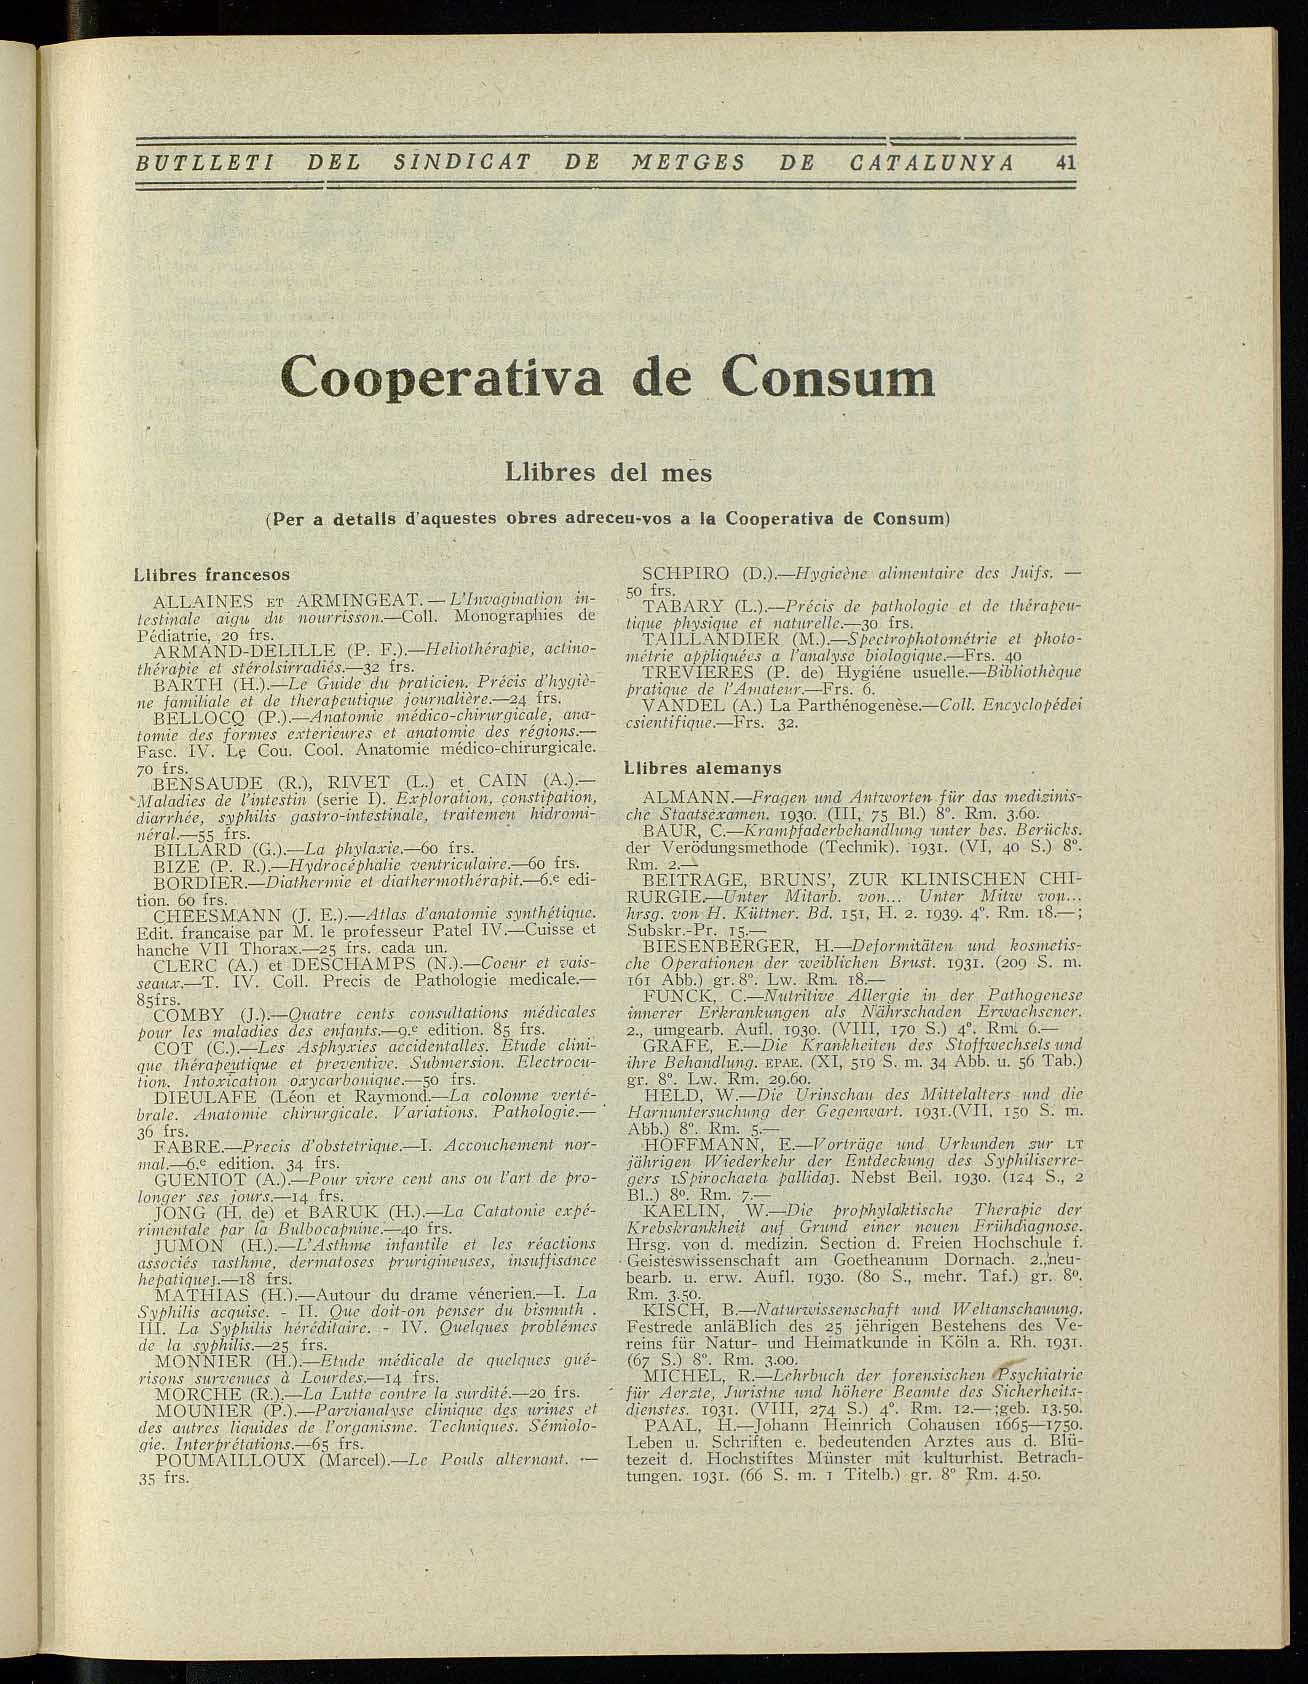 BUTLLETI DEL SINDICAT DE METGES DE CATALUNYA 41
Cooperativa de Consum
Llibres del mes
(Per a detalls d'aquestes obres adreceu-vos a la Cooperativa de Consum)
Llibres francesos
ALLAINES ET ARMINGEAT. — L'Invagination in-
testinale aigu du nourrisson.—Coll. Monographies de
Pédiatrie, 20 frs.
ARMAND-DELILLE (P. F.).—Heliothérapie, actino-
thérapie et stérolsirradiés.—32 frs.
BARTH (H.).—Le Guide du praticien. Précis d'hygiè-
ne familiale et de therapeutique journalière.—24 frs.
BELLOCQ (P.).—Anatomie médico-chirurgicale, ana-
tomie des formes exterieures et anatomie des régions.—
Fasc. IV. Le Cou. Cool. Anatomie médico-chirurgicale.
70 frs.
BENSAUDE (R.), RIVET (L.) et CAIN (A.).—
Maladies de l'intestin (serie I). Exploration, constipation,
diarrhée, syphilis gastro-intestinale, traitemen hidromi-
néral.—55 frs.
BILLARD (G.).—La phylaxie.—60 frs.
BIZE (P. R.).—Hydrocéphalie ventriculaire.—60 frs.
BORDIER.—Diathermie et diathermothérapit.—6.e edi-
tion. 60 frs.
CHEESMANN (J. E.).—Atlas d'anatomie synthétique.
Edit. francaise par M. le professeur Patel IV.—Cuisse et
hanche VII Thorax.—25 frs. cada un.
CLERC (A.) et DESCHAMPS (N.).—Coeur et vais-
seaux.—T. IV. Coll. Precis de Pathologie medicale.—
85frs.
COMBY (J.).—Quatre cents consultations médicales
pour les maladies des enfants.—9.e edition. 85 frs.
COT (C.).—Les Asphyxies accidentalles. Etude clini-
que thérapeutique et preventive. Submersion. Electrocu-
tion. Intoxication oxycarbonique.—50 frs.
DIEULAFE (Léon et Raymond.—La colonne verté-
brale. Anatomie chirurgicale. Variations. Pathologie.—
36 frs.
FABRE.—Precis d'obstetrique.—I. Accouchement nor-
mal.—6.e edition. 34 frs.
GUENIOT (A.).—Pour vivre cent ans ou l'art de pro-
longer ses jours.—14 frs.
JONG (H. de) et BARUK (H.).—La Catatonie expé-
rimentale par la Bulbocapnine.—40 frs.
JUMON (H.).—L'Asthme infantile et les réactions
associés ıasthme, dermatoses prurigineuses, insuffisance
hepatique].—18 frs.
MATHIAS (H.).—Autour du drame vénerien.—I. La
Syphilis acquise. - II. Que doit-on penser du bismuth .
III. La Syphilis héréditaire. - IV. Quelques problémes
de la syphilis.—25 frs.
MONNIER (H.).—Etude médicale de quelques gué-
risons survenues à Lourdes.—14 frs.
MORCHE (R.).—La Lutte contre la surdité.—20 frs.
MOUNIER (P.).—Parvianalyse clinique des urines et
des autres liquides de l'organisme. Techniques. Sémiolo-
gie. Interprétations.—65 frs.
POUMAILLOUX (Marcel).—Le Pouls alternant. —
35 frs.
SCHPIRO (D.).—Hygieène alimentaire des Juifs. —
50 frs.
TABARY (L.).—Précis de pathologie et de thérapeu-
tique physique et naturelle.—30 frs.
TAILLANDIER (M.).—Spectrophotométrie et photo-
métrie appliquées a l'analyse biologique.—Frs. 40
TREVIERES (P. de) Hygiéne usuelle.—Bibliothèque
pratique de l'Amateur.—Frs. 6.
VANDEL (A.) La Parthénogenèse.—Coll. Encyclopédei
csientifique.—Frs. 32.
Llibres alemanys
ALMANN.—Fragen und Antworten für das medizinis-
che Staatsexamen. 1930. (III, 75 Bl.) 8°. Rm. 3.60.
BAUR, C.—Krampfaderbehandlung unter bes. Berücks.
der Verödungsmethode (Technik). 1931. (VI, 40 S.) 8°.
Rm. 2.—
BEITRAGE, BRUNS', ZUR KLINISCHEN CHI-
RURGIE.—Unter Mitarb. von... Unter Mitw von...
hrsg. von H. Küttner. Bd. 151, H. 2. 1939. 4°. Rm. 18.—;
Subskr.-Pr. 15.—
BIESENBERGER, H.—Deformitäten und kosmetis-
che Operationen der weiblichen Brust. 1931. (209 S. m.
161 Abb.) gr. 8°. Lw. Rm. 18.—
FUNCK, C.—Nutritive Allergie in der Pathogenese
innerer Erkrankungen als Nährschaden Erwachsener.
2., umgearb. Aufl. 1930. (VIII, 170 S.) 4°. Rm. 6.—
GRAFE, E.—Die Krankheiten des Stoffwechsels und
ihre Behandlung. EPAE. (XI, 519 S. m. 34 Abb. u. 56 Tab.)
gr. 8°. Lw. Rm. 29.60.
HELD, W.—Die Urinschau des Mittelalters und die
Harnuntersuchung der Gegenwart. 1931.(VII, 150 S. m.
Abb.) 8°. Rm. 5.—
HOFFMANN, E.—Vorträge und Urkunden zur LT
jährigen Wiederkehr der Entdeckung des Syphiliserre-
gers ıSpirochaeta pallida]. Nebst Beil. 1930. (124 S., 2
Bl..) 8°. Rm. 7.—
KAELIN, W.—Die prophylaktische Therapie der
Krebskrankheit auf Grund einer neuen Frühdiagnose.
Hrsg. von d. medizin. Section d. Freien Hochschule f.
Geisteswissenschaft am Goetheanum Dornach. 2.,neu-
bearb. u. erw. Aufl. 1930. (80 S., mehr. Taf.) gr. 8°.
Rm. 3.50.
KISCH, B.—Naturwissenschaft und Weltanschauung.
Festrede anläBlich des 25 jëhrigen Bestehens des Ve-
reins für Natur- und Heimatkunde in Köln a. Rh. 1931.
(67 S.) 8°. Rm. 3.00.
MICHEL, R.—Lehrbuch der forensischen Psychiatrie
für Aerzte, Juristne und höhere Beamte des Sicherheits-
dienstes. 1931. (VIII, 274 S.) 4°. Rm. 12.—;geb. 13.50.
PAAL, H.—Johann Heinrich Cohausen 1665—1750.
Leben u. Schriften e. bedeutenden Arztes aus d. Blü-
tezeit d. Hochstiftes Münster mit kulturhist. Betrach-
tungen. 1931. (66 S. m. 1 Titelb.) gr. 8° Rm. 4.50.